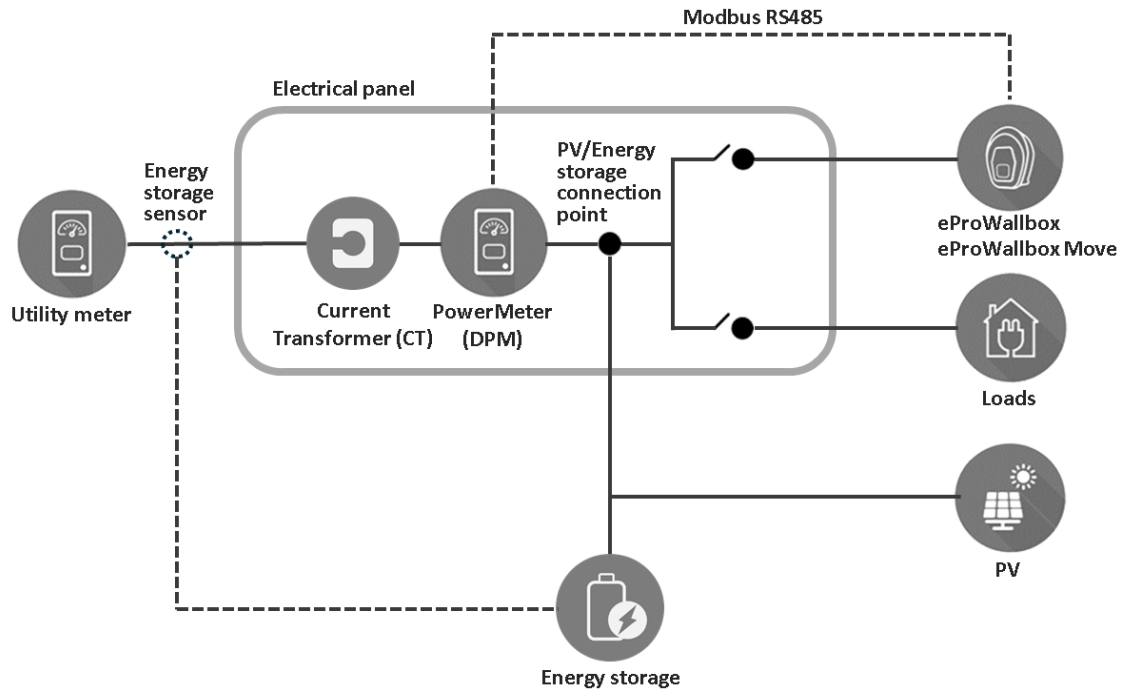 Modbus RS485
Electrical panel
Energy
storage
sensor
PV/Energy
storage
connection
point
eProWallbox
eProWallbox Move
Utility meter
Current
Transformer (CT)
PowerMeter
(DPM)
Loads
PV
Energy storage